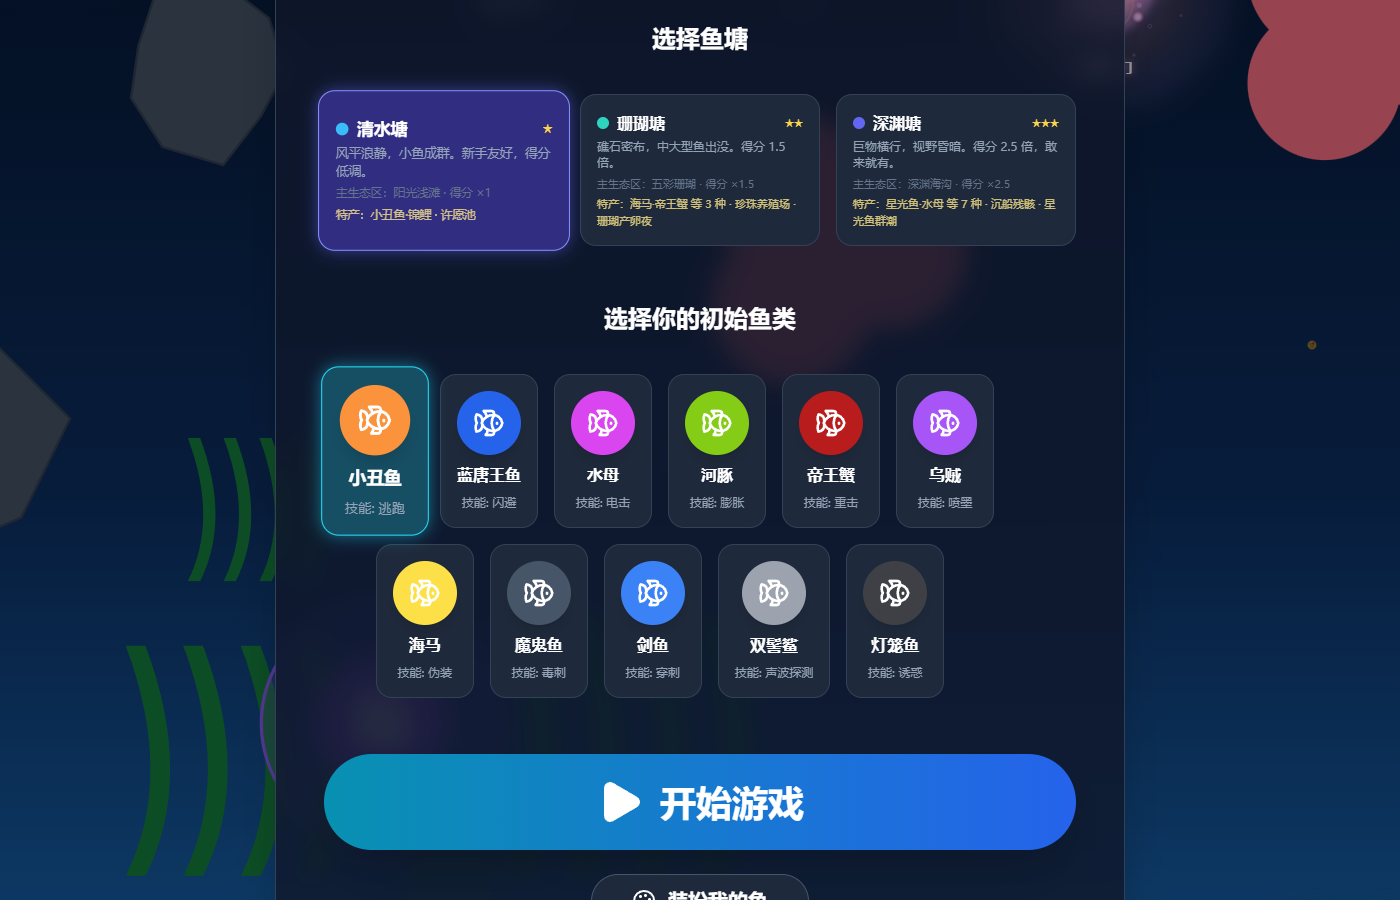 选择鱼塘
清水塘 ★
风平浪静，小鱼成群。新手友好，得分
低调。
主生态区：阳光浅滩 · 得分 ×1
特产：小丑鱼·锦鲤 · 许愿池
珊瑚塘 ★★
礁石密布，中大型鱼出没。得分 1.5
倍。
主生态区：五彩珊瑚 · 得分 ×1.5
特产：海马·帝王蟹 等 3 种 · 珍珠养殖场 ·
珊瑚产卵夜
深渊塘 ★★★
巨物横行，视野昏暗。得分 2.5 倍，敢
来就有。
主生态区：深渊海沟 · 得分 ×2.5
特产：星光鱼·水母 等 7 种 · 沉船残骸 · 星
光鱼群潮
选择你的初始鱼类
小丑鱼
技能: 逃跑
蓝唐王鱼
技能: 闪避
水母
技能: 电击
河豚
技能: 膨胀
帝王蟹
技能: 重击
乌贼
技能: 喷墨
海马
技能: 伪装
魔鬼鱼
技能: 毒刺
剑鱼
技能: 穿刺
双髻鲨
技能: 声波探测
灯笼鱼
技能: 诱惑
开始游戏
装扮我的鱼